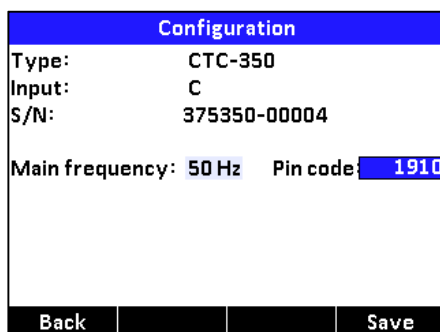 Configuration
Type: CTC-350
Input: C
S/N: 375350-00004
Main frequency: 50 Hz Pin code: 1910
Back Save